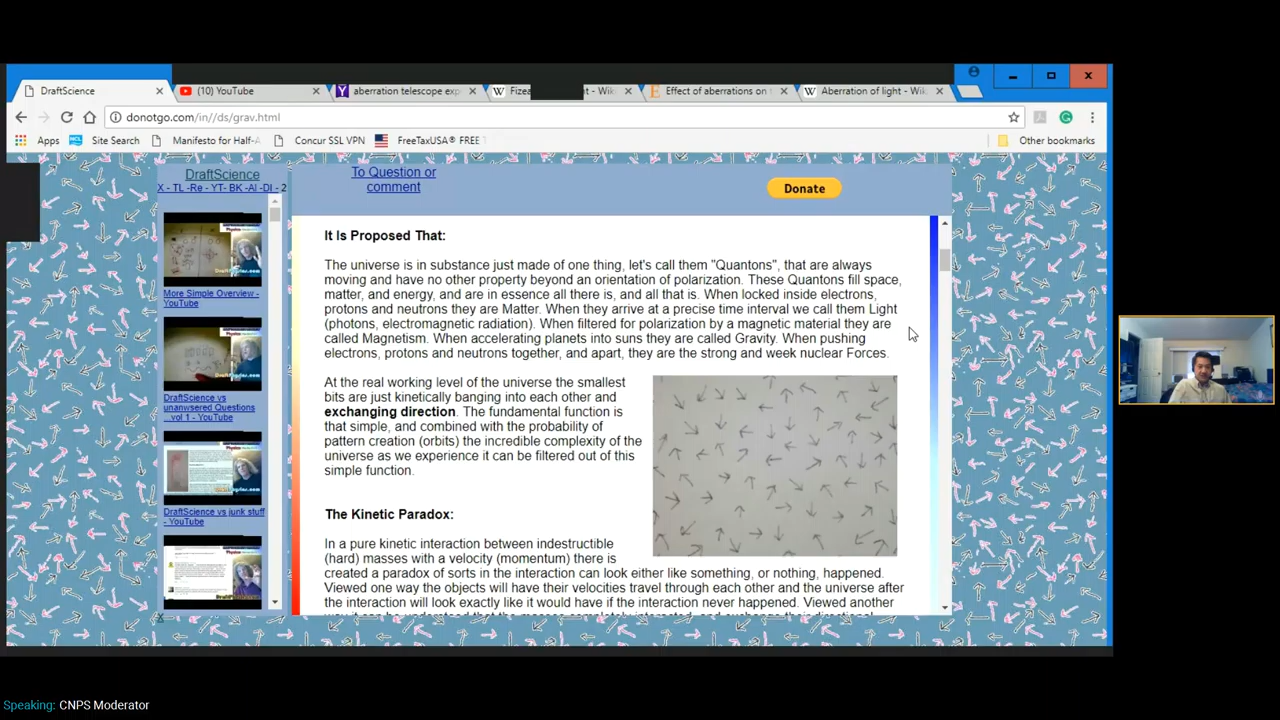 DraftScience
(10) YouTube
aberration telescope exp
Fizea
t - Wiki
Effect of aberrations on
Aberration of light - Wiki
donotgo.com/in//ds/grav.html
Apps
Site Search
Manifesto for Half-A
Concur SSL VPN
FreeTaxUSA® FREE T
Other bookmarks
DraftScience
X - TL -Re - YT- BK -AI -DI - 2
More Simple Overview -
YouTube
DraftScience vs
unanwsered Questions
...vol 1 - YouTube
DraftScience vs junk stuff
- YouTube
To Question or
comment
Donate
It Is Proposed That:
The universe is in substance just made of one thing, let's call them "Quantons", that are always
moving and have no other property beyond an orientation of polarization. These Quantons fill space,
matter, and energy, and are in essence all there is, and all that is. When locked inside electrons,
protons and neutrons they are Matter. When they arrive at a precise time interval we call them Light
(photons, electromagnetic radiation). When filtered for polarization by a magnetic material they are
called Magnetism. When accelerating planets into suns they are called Gravity. When pushing
electrons, protons and neutrons together, and apart, they are the strong and week nuclear Forces.
At the real working level of the universe the smallest
bits are just kinetically banging into each other and
exchanging direction. The fundamental function is
that simple, and combined with the probability of
pattern creation (orbits) the incredible complexity of the
universe as we experience it can be filtered out of this
simple function.
The Kinetic Paradox:
In a pure kinetic interaction between indestructible
(hard) masses with a velocity (momentum) there is
created a paradox of sorts in the interaction can look either like something, or nothing, happened.
Viewed one way the objects will have their velocities travel through each other and the universe after
the interaction will look exactly like it would have if the interaction never happened. Viewed another
Speaking: CNPS Moderator